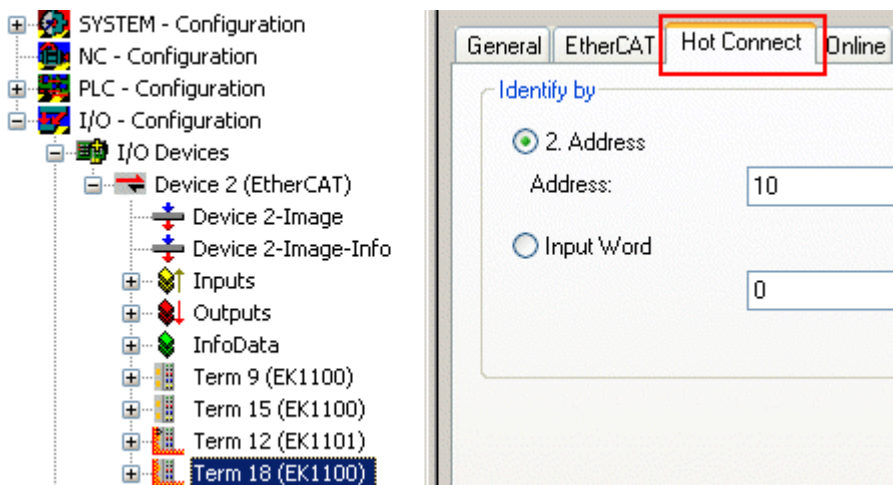 SYSTEM - Configuration
NC - Configuration
PLC - Configuration
I/O - Configuration
I/O Devices
Device 2 (EtherCAT)
Device 2-Image
Device 2-Image-Info
Inputs
Outputs
InfoData
Term 9 (EK1100)
Term 15 (EK1100)
Term 12 (EK1101)
Term 18 (EK1100)
General EtherCAT Hot Connect Online
Identify by
2. Address
Address: 10
Input Word
0